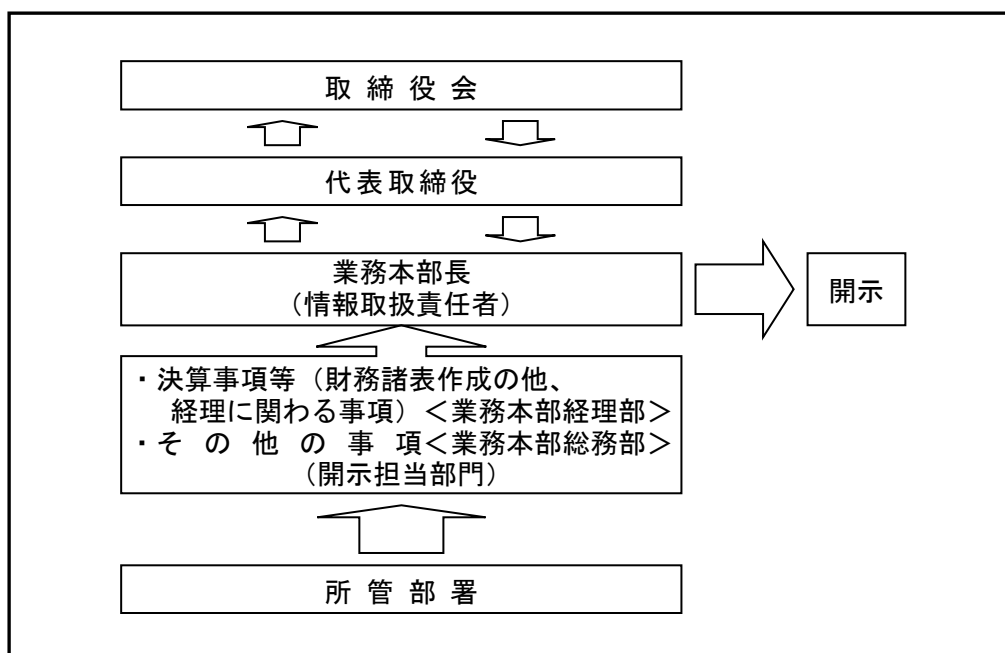 取締役会
代表取締役
業務本部長
（情報取扱責任者）
開示
・決算事項等（財務諸表作成の他、
経理に関わる事項）＜業務本部経理部＞
・その他の事項＜業務本部総務部＞
（開示担当部門）
所管部署